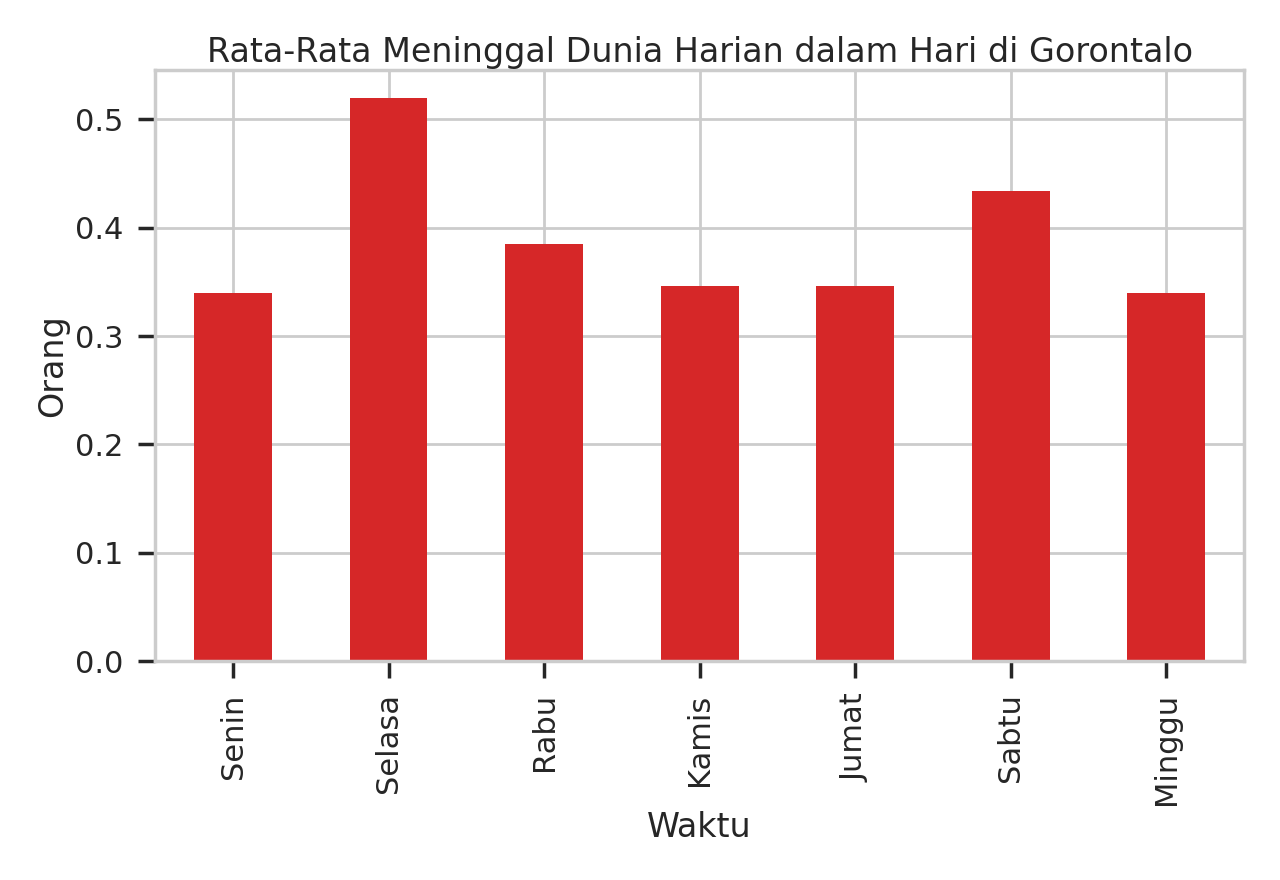 Rata-Rata Meninggal Dunia Harian dalam Hari di Gorontalo
0.5
0.4
0.3
0.2
0.1
0.0
Orang
Senin
Selasa
Rabu
Kamis
Jumat
Sabtu
Minggu
Waktu